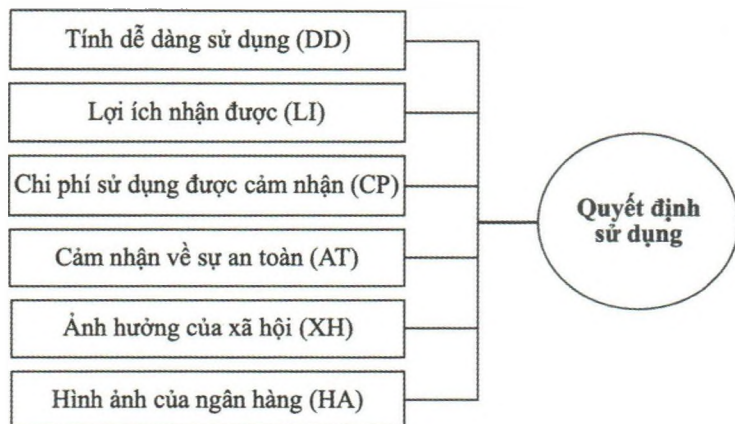 Tính dễ dàng sử dụng (DD)
Lợi ích nhận được (LI)
Chi phí sử dụng được cảm nhận (CP)
Cảm nhận về sự an toàn (AT)
Ảnh hưởng của xã hội (XH)
Hình ảnh của ngân hàng (HA)
Quyết định
sử dụng